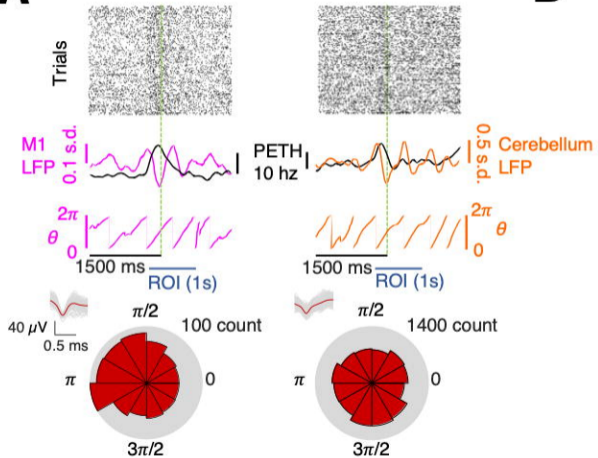 Trials
M1
LFP
0.1 s.d.
PETH
10 hz
0.5 s.d.
Cerebellum
LFP
2π
θ
0
2π
θ
0
1500 ms
ROI (1s)
1500 ms
ROI (1s)
40 µV
0.5 ms
π/2
100 count
π
0
3π/2
π/2
1400 count
π
0
3π/2